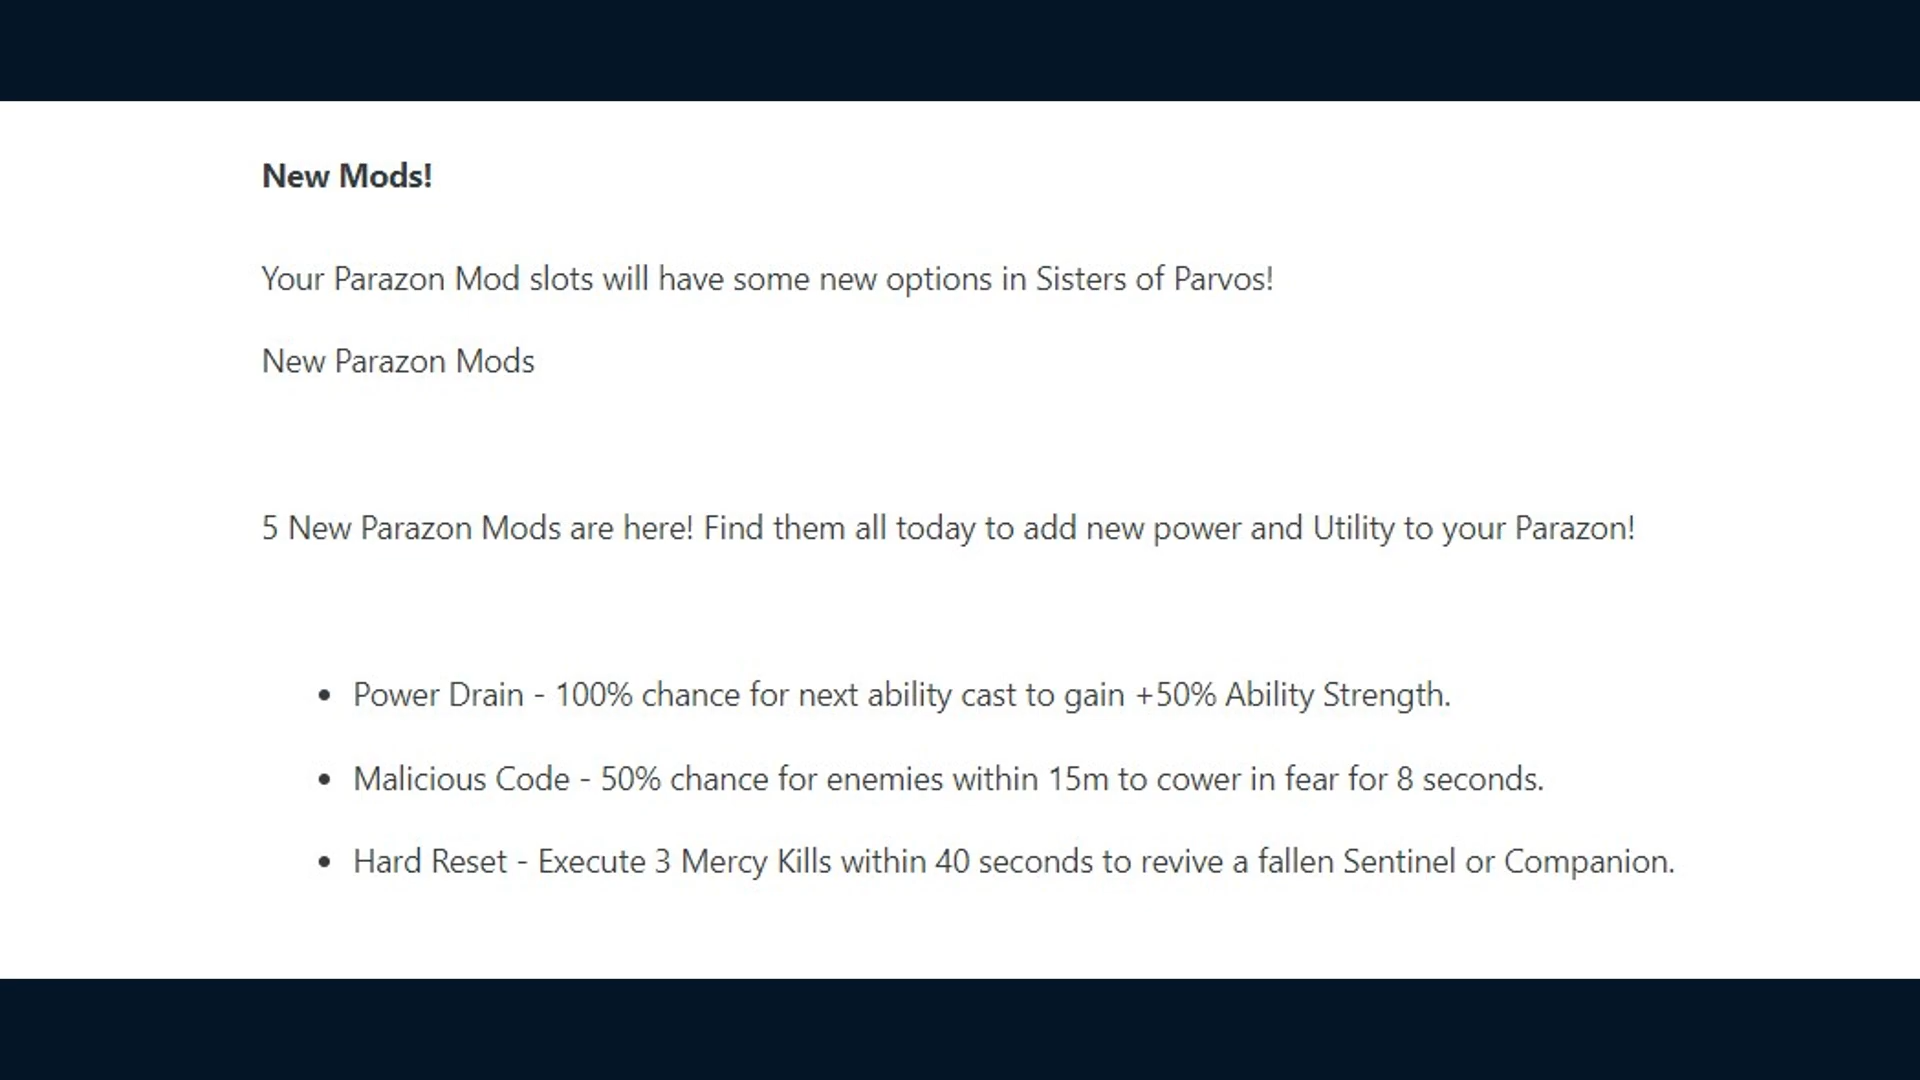 New Mods!
Your Parazon Mod slots will have some new options in Sisters of Parvos!
New Parazon Mods
5 New Parazon Mods are here! Find them all today to add new power and Utility to your Parazon!
• Power Drain - 100% chance for next ability cast to gain +50% Ability Strength.
• Malicious Code - 50% chance for enemies within 15m to cower in fear for 8 seconds.
• Hard Reset - Execute 3 Mercy Kills within 40 seconds to revive a fallen Sentinel or Companion.